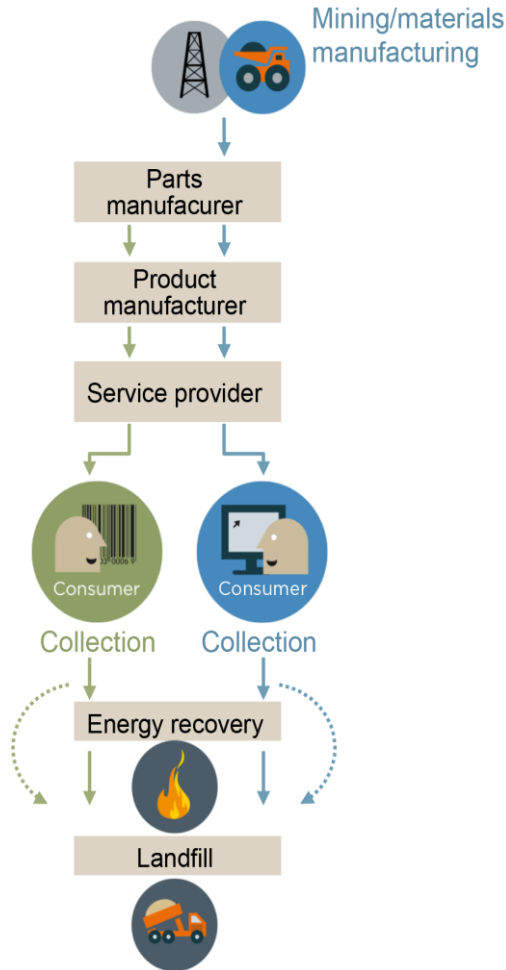 Mining/materials
manufacturing
Parts
manufacurer
Product
manufacturer
Service provider
Consumer
Consumer
Collection
Collection
Energy recovery
Landfill